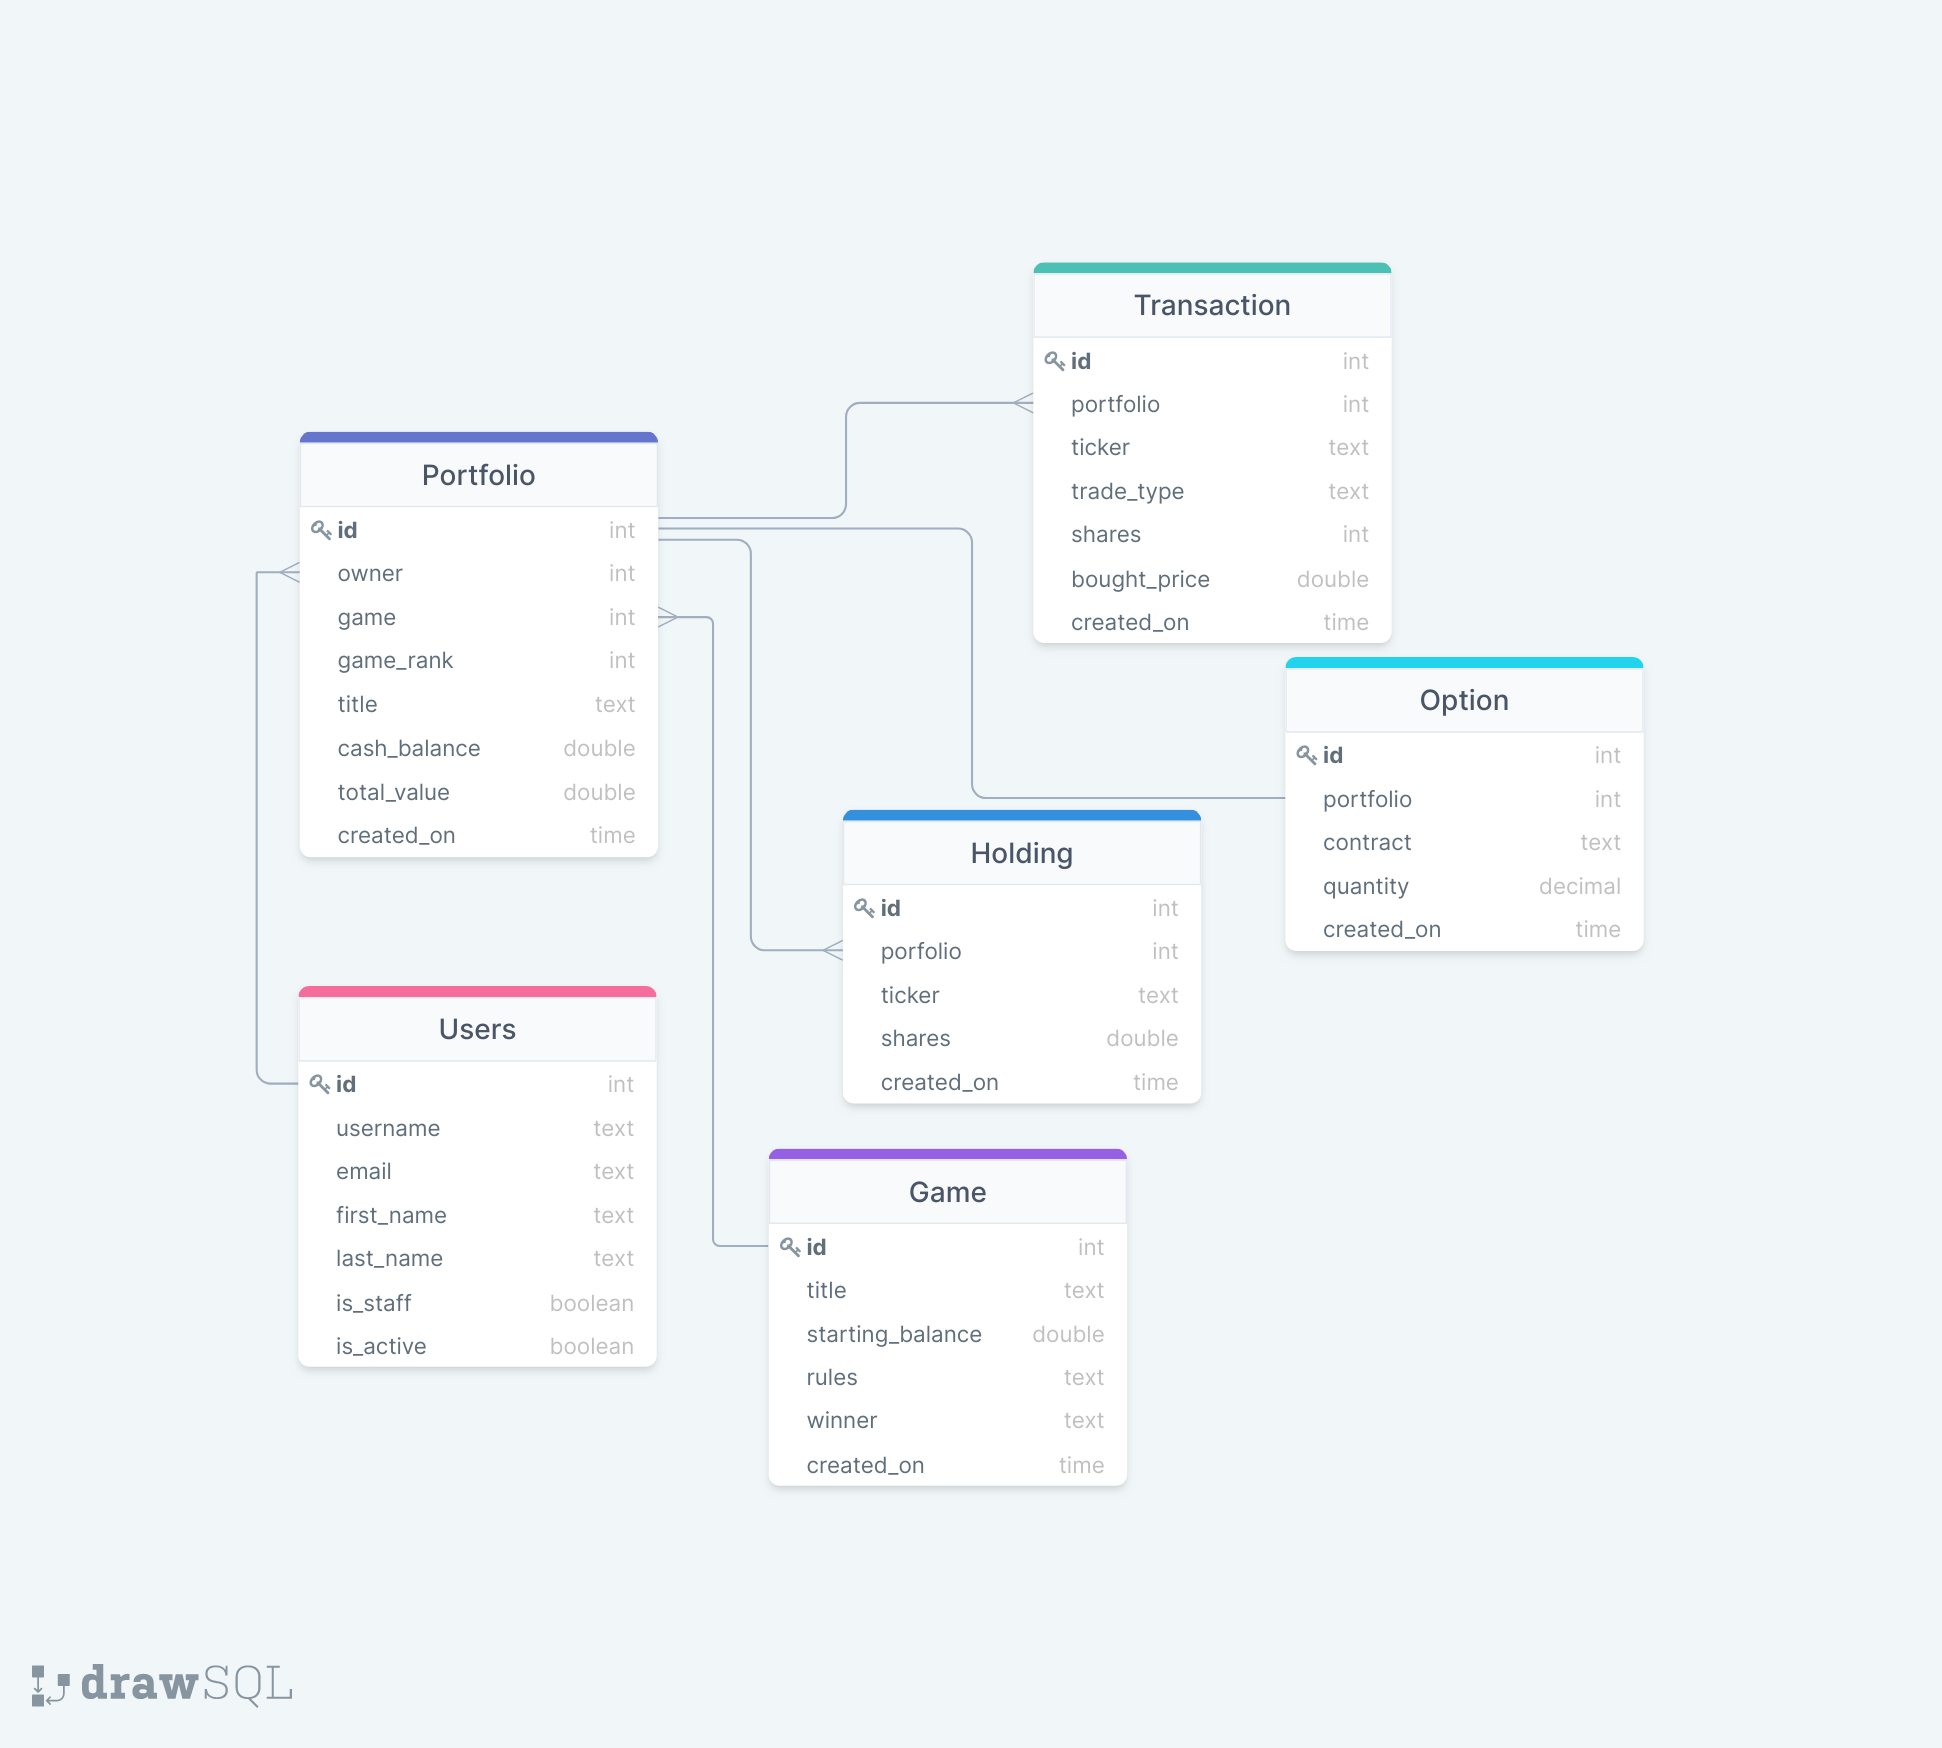 Transaction
id int
portfolio int
ticker text
trade_type text
shares int
bought_price double
created_on time
Portfolio
id int
owner int
game int
game_rank int
title text
cash_balance double
total_value double
created_on time
Option
id int
portfolio int
contract text
quantity decimal
created_on time
Holding
id int
porfolio int
ticker text
shares double
created_on time
Users
id int
username text
email text
first_name text
last_name text
is_staff boolean
is_active boolean
Game
id int
title text
starting_balance double
rules text
winner text
created_on time
drawSQL